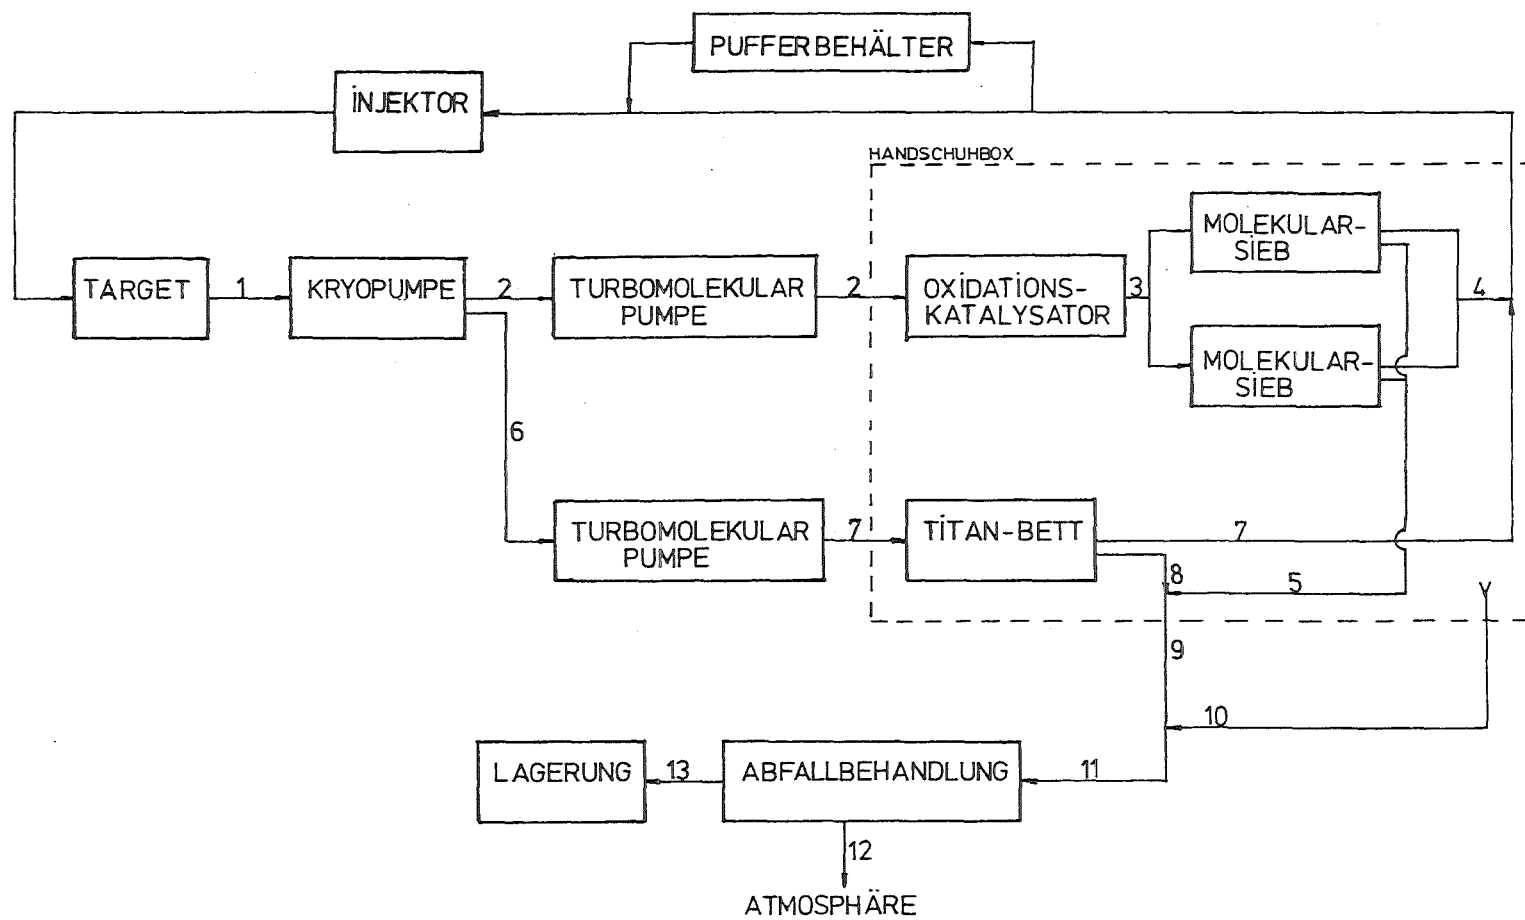 PUFFERBEHÄLTER
INJEKTOR
HANDSCHUHBOX
TARGET
1
KRYOPUMPE
2
TURBOMOLEKULAR
PUMPE
2
OXIDATIONS-
KATALYSATOR
3
MOLEKULAR-
SIEB
MOLEKULAR-
SIEB
4
6
TURBOMOLEKULAR
PUMPE
7
TITAN-BETT
7
8
5
9
10
LAGERUNG
13
ABFALLBEHANDLUNG
11
12
ATMOSPHÄRE